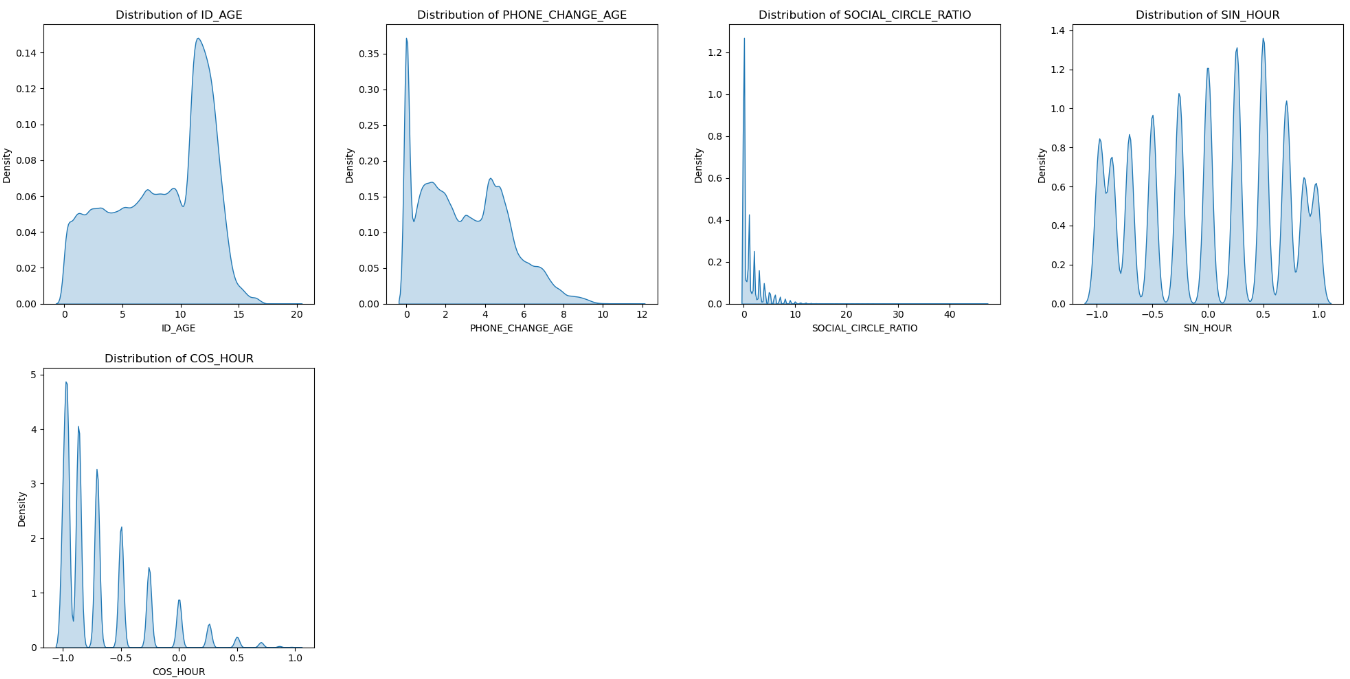 Distribution of ID_AGE
Density
0.14
0.12
0.10
0.08
0.06
0.04
0.02
0.00
0 5 10 15 20
ID_AGE
Distribution of PHONE_CHANGE_AGE
Density
0.35
0.30
0.25
0.20
0.15
0.10
0.05
0.00
0 2 4 6 8 10 12
PHONE_CHANGE_AGE
Distribution of SOCIAL_CIRCLE_RATIO
Density
1.2
1.0
0.8
0.6
0.4
0.2
0.0
0 10 20 30 40
SOCIAL_CIRCLE_RATIO
Distribution of SIN_HOUR
Density
1.4
1.2
1.0
0.8
0.6
0.4
0.2
0.0
−1.0 −0.5 0.0 0.5 1.0
SIN_HOUR
Distribution of COS_HOUR
Density
5
4
3
2
1
0
−1.0 −0.5 0.0 0.5 1.0
COS_HOUR